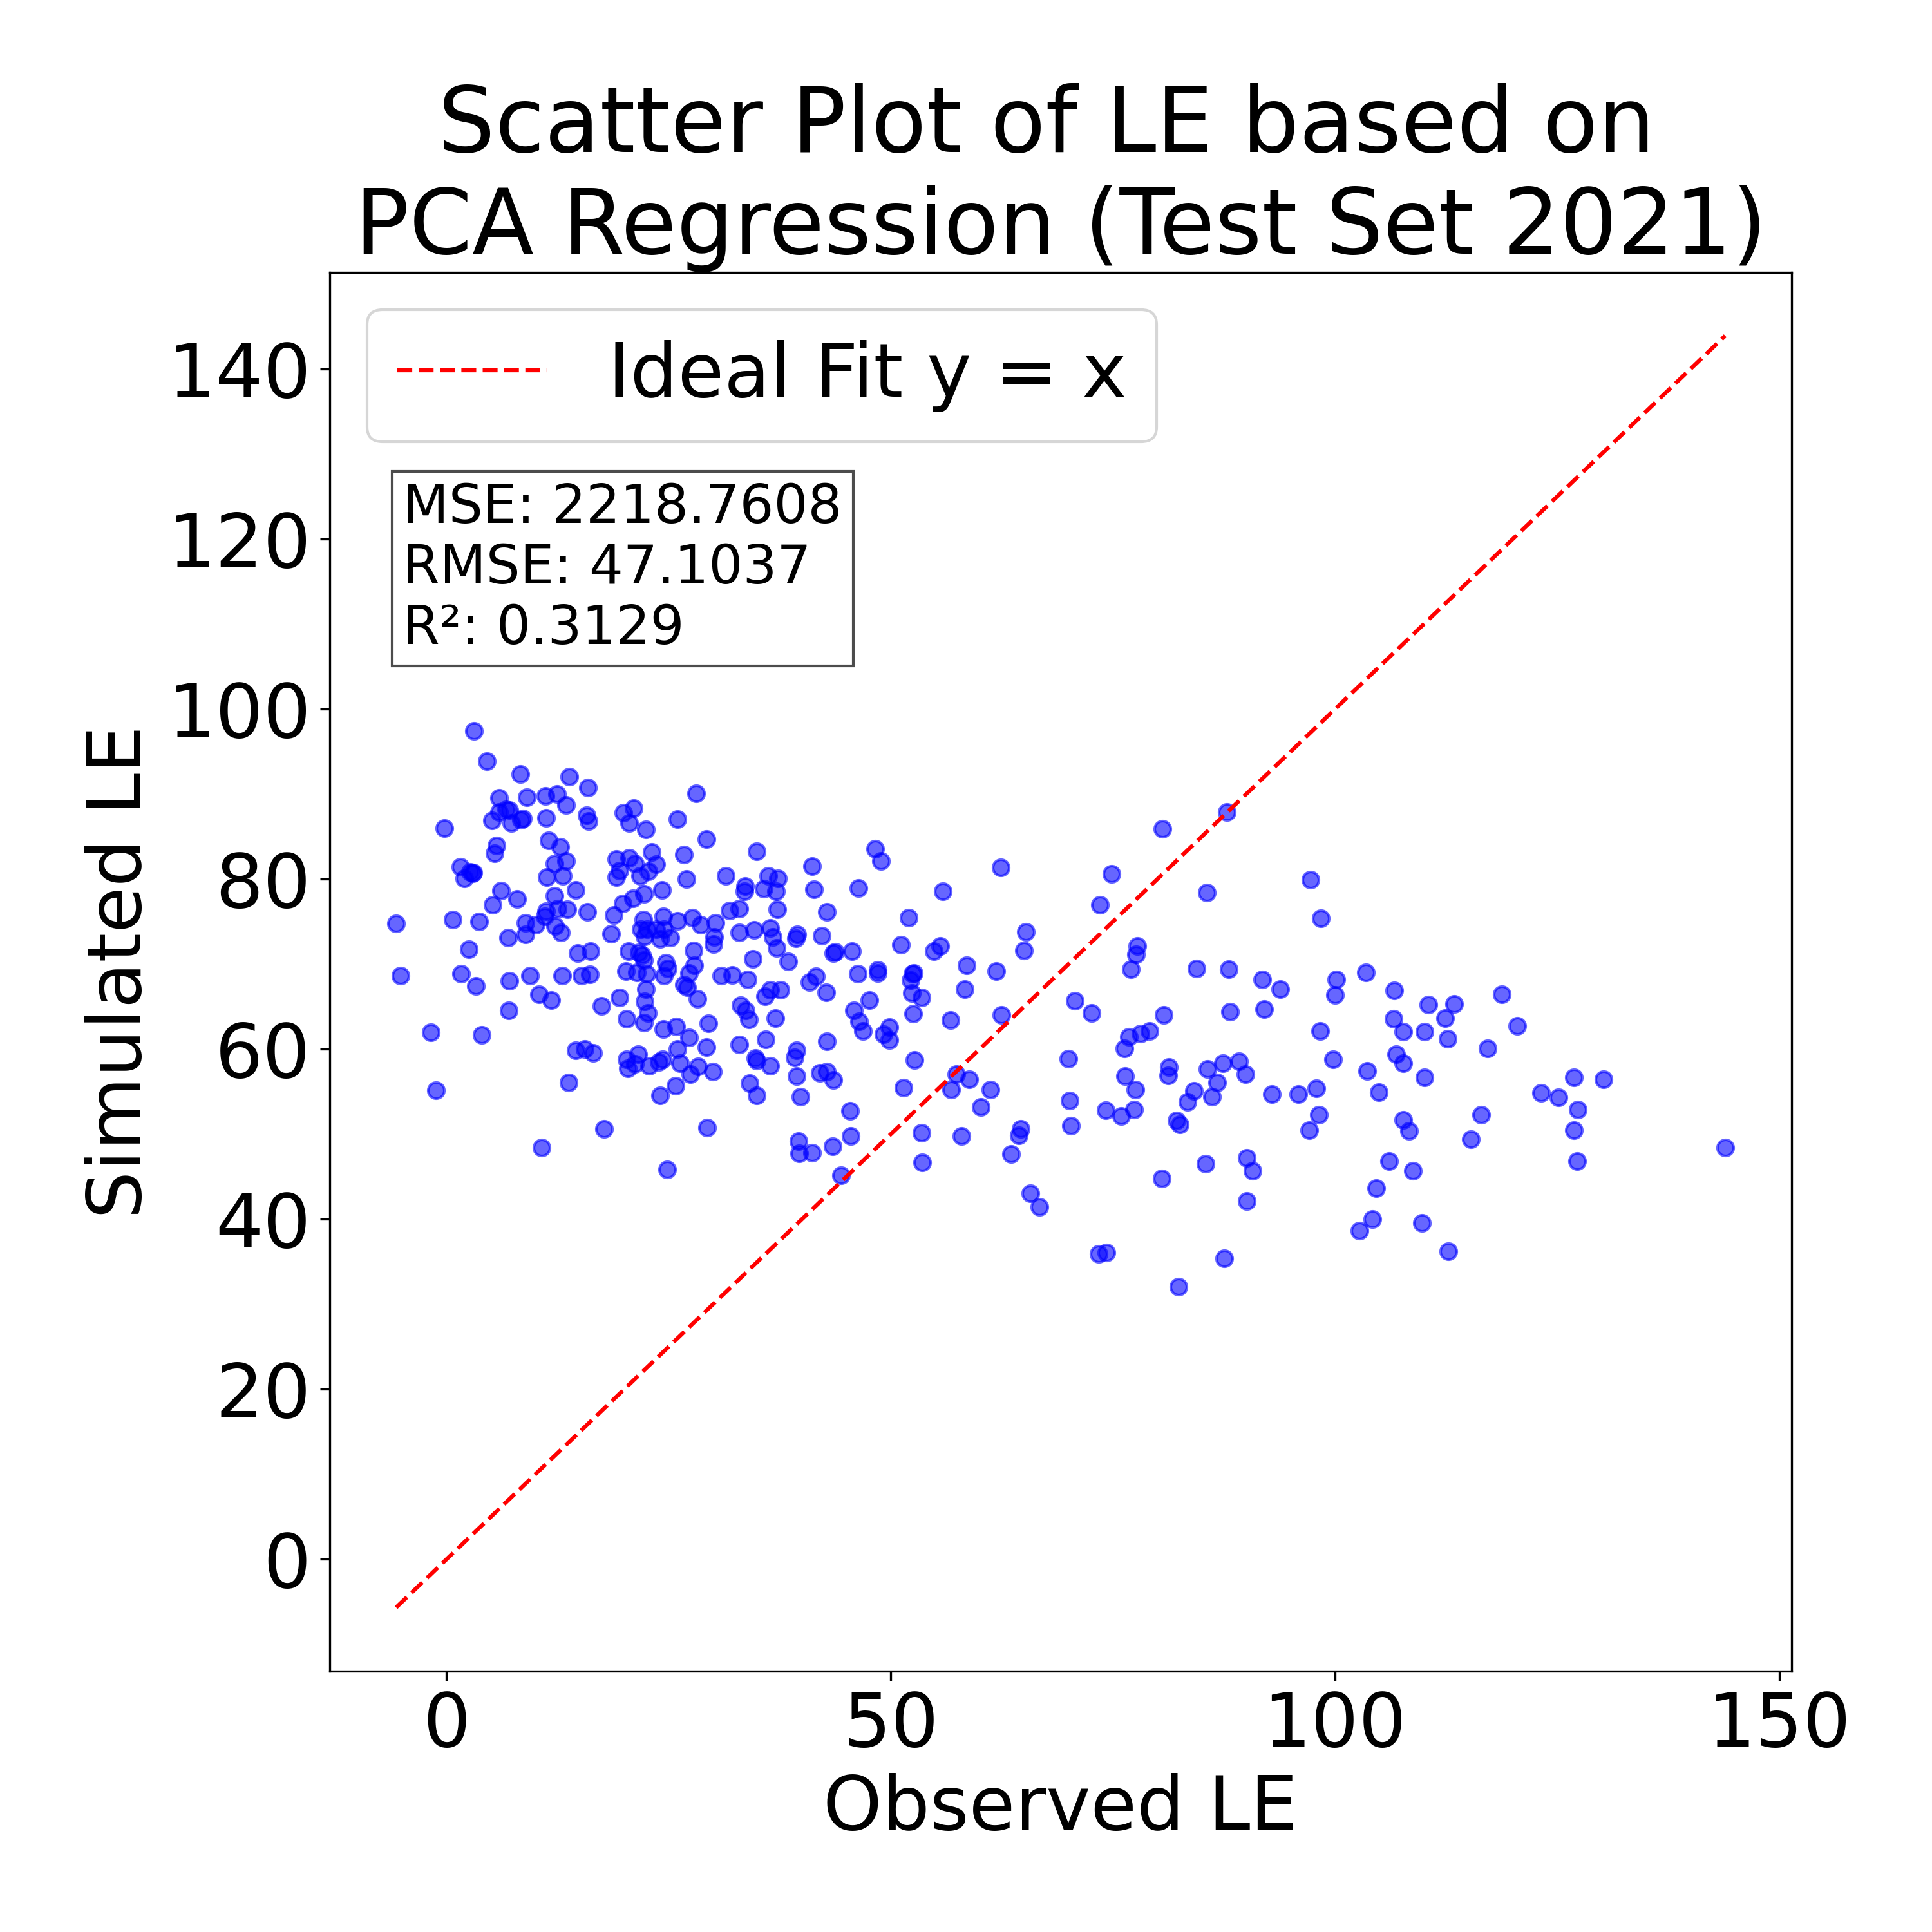 Scatter Plot of LE based on
PCA Regression (Test Set 2021)
Ideal Fit y = x
MSE: 2218.7608
RMSE: 47.1037
R²: 0.3129
140
120
100
80
60
40
20
0
Simulated LE
0 50 100 150
Observed LE